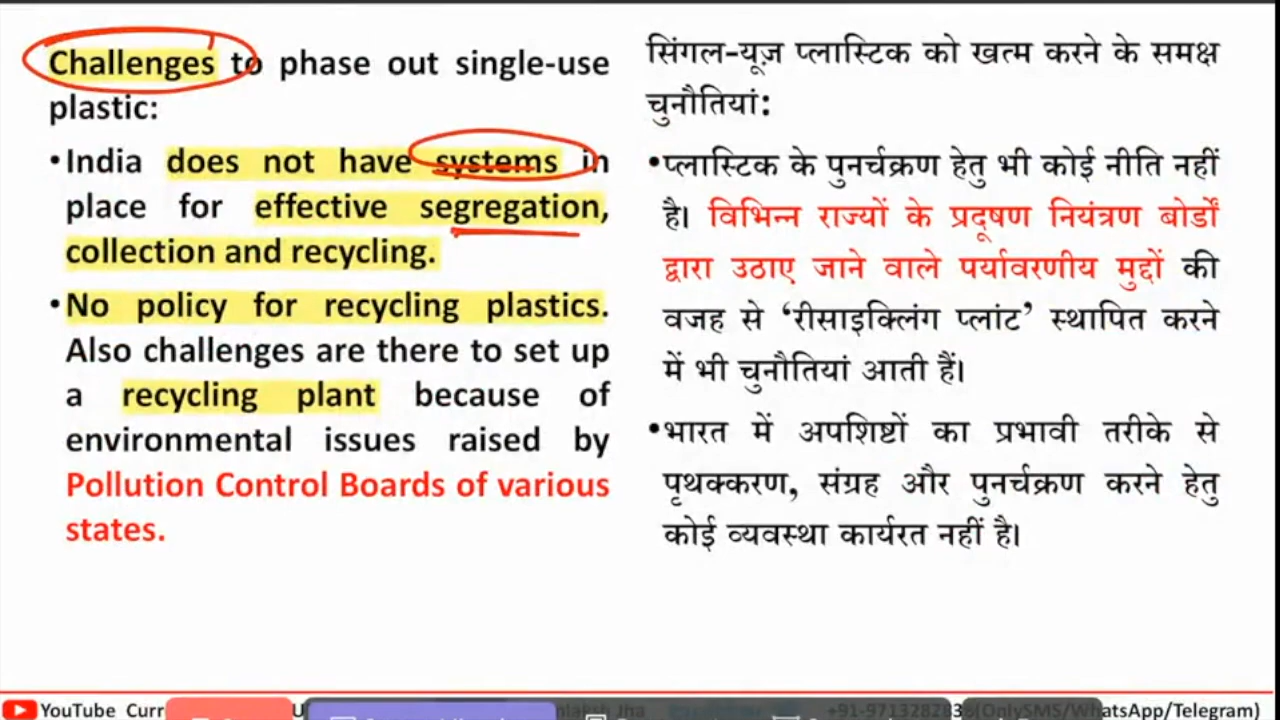 Challenges to phase out single-use
plastic:
•India does not have systems in
place for effective segregation,
collection and recycling.
•No policy for recycling plastics.
Also challenges are there to set up
a recycling plant because of
environmental issues raised by
Pollution Control Boards of various
states.
सिंगल-यूज़ प्लास्टिक को खत्म करने के समक्ष
चुनौतियां:
•प्लास्टिक के पुनर्चक्रण हेतु भी कोई नीति नहीं
है। विभिन्न राज्यों के प्रदूषण नियंत्रण बोर्डों
द्वारा उठाए जाने वाले पर्यावरणीय मुद्दों की
वजह से ‘रीसाइक्लिंग प्लांट’ स्थापित करने
में भी चुनौतियां आती हैं।
•भारत में अपशिष्टों का प्रभावी तरीके से
पृथक्करण, संग्रह और पुनर्चक्रण करने हेतु
कोई व्यवस्था कार्यरत नहीं है।
YouTube Jha (OnlySMS/WhatsApp/Telegram)